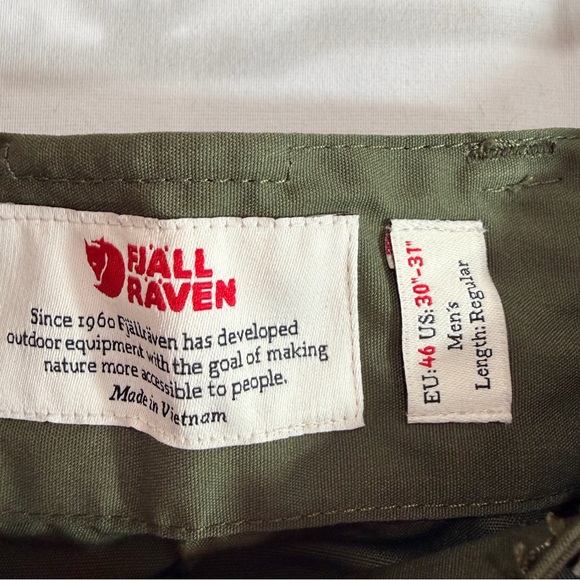 FJÄLL
RÄVEN
Since 1960 Fjällräven has developed
outdoor equipment with the goal of making
nature more accessible to people.
Made in Vietnam
EU:46 US:30"-31"
Men's
Length: Regular